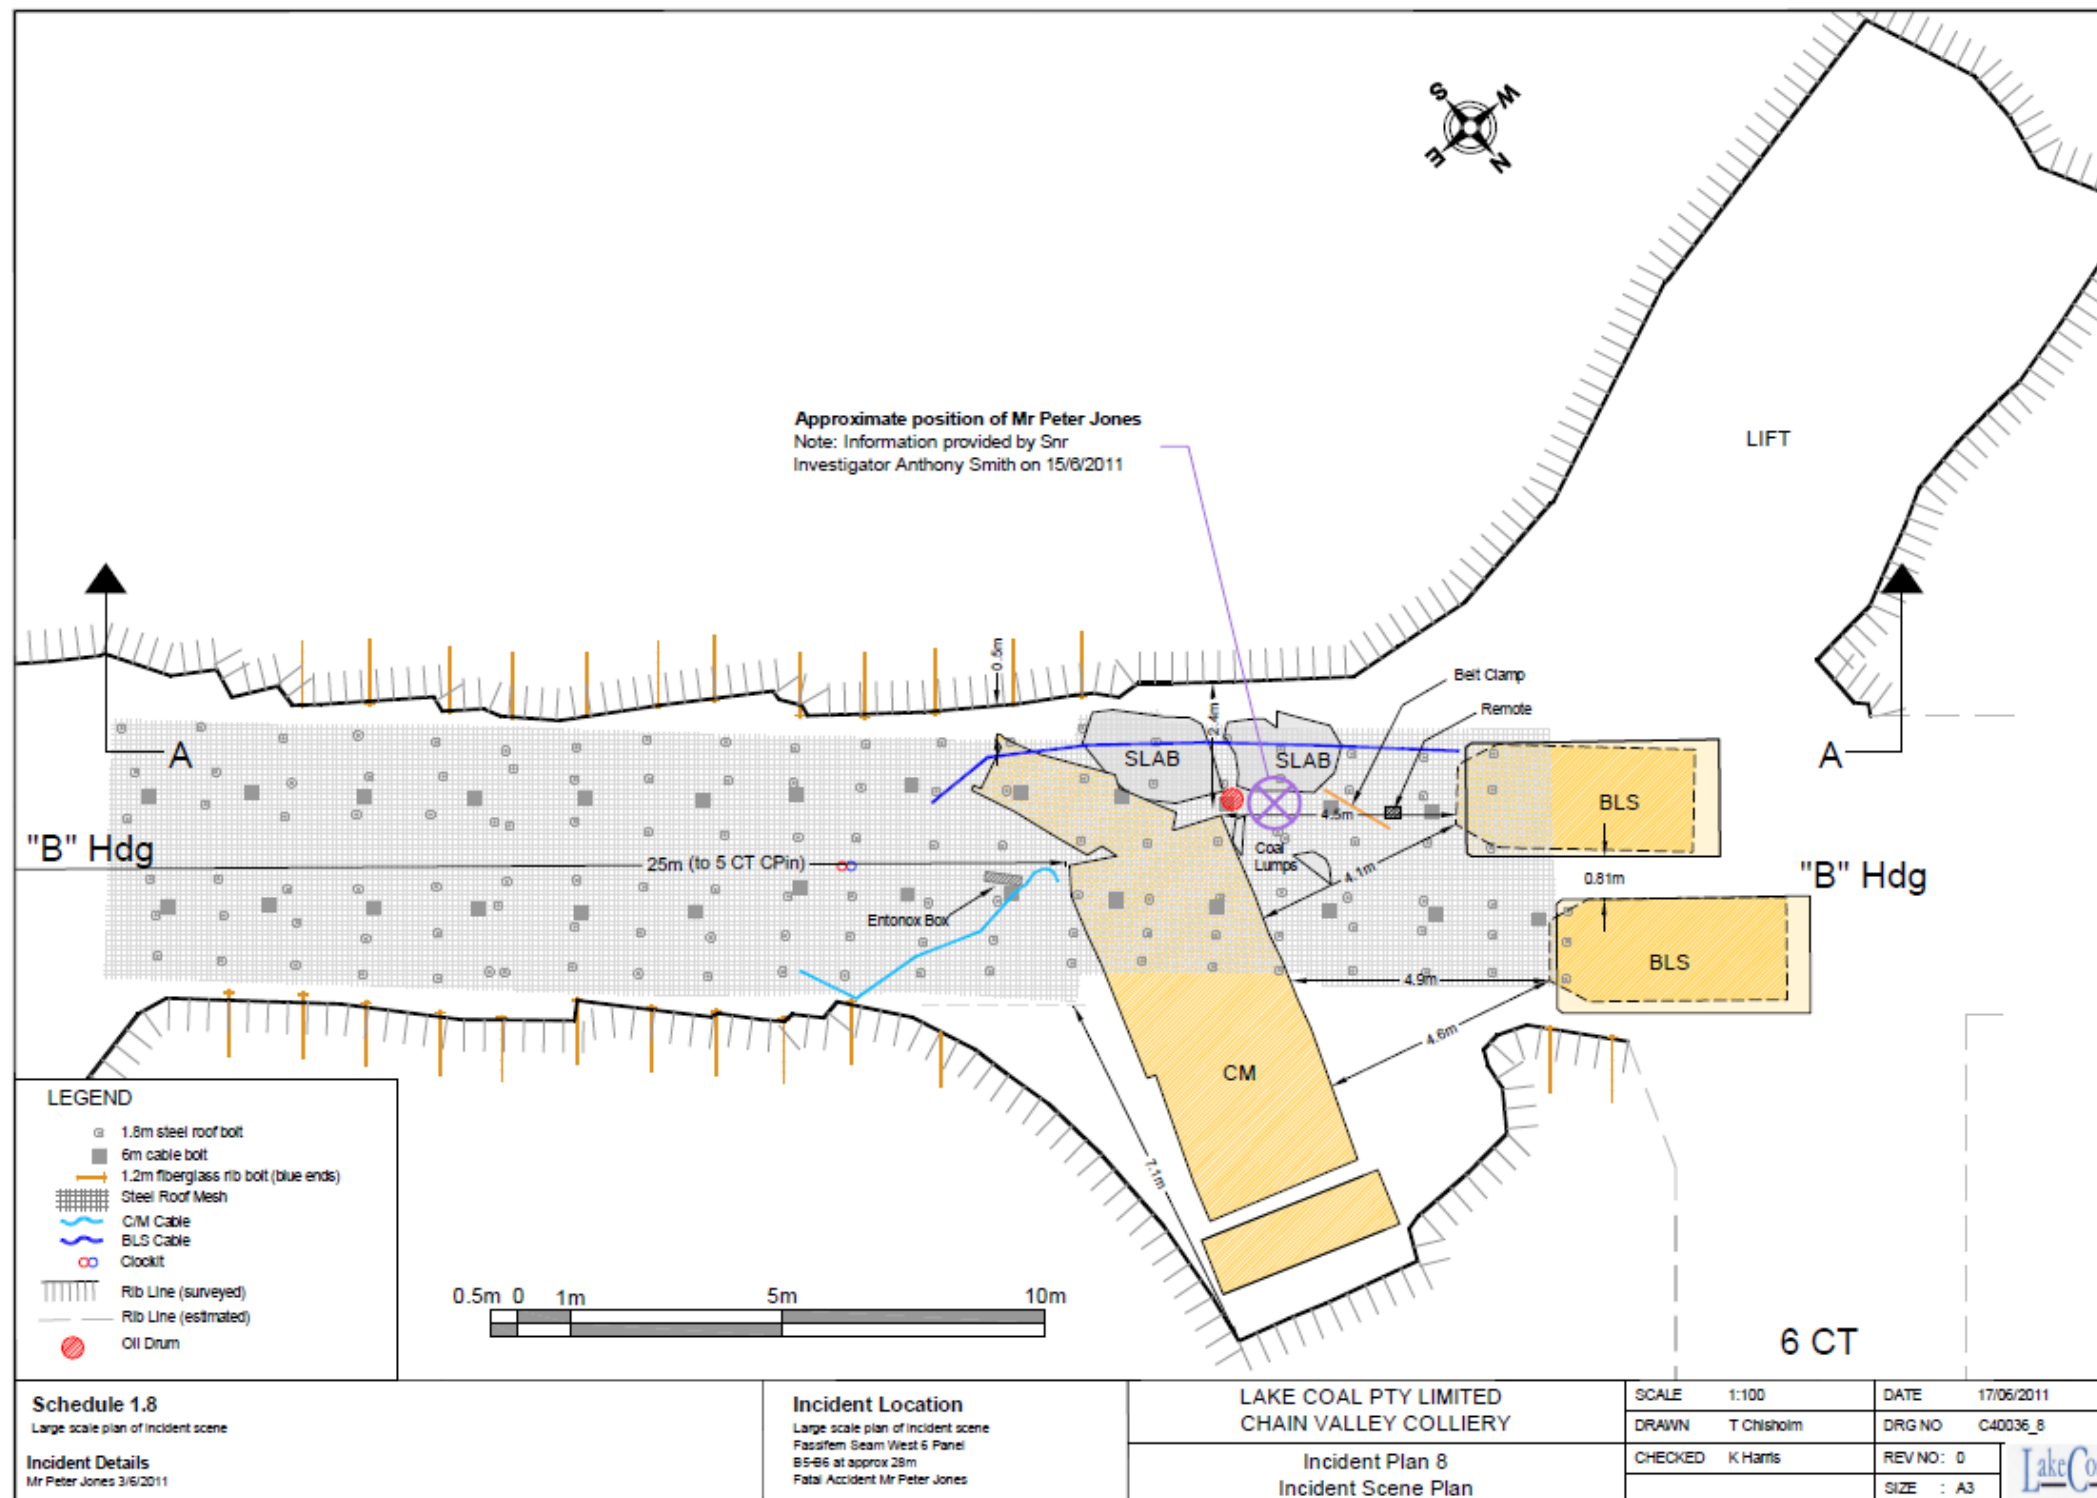 S
W
E
N
Approximate position of Mr Peter Jones
Note: Information provided by Snr
Investigator Anthony Smith on 15/6/2011
LIFT
0.5m
Belt Clamp
Remote
2.4m
A
SLAB
SLAB
A
BLS
4.5m
"B" Hdg
25m (to 5 CT CPin)
Coal
Lumps
4.1m
0.81m
"B" Hdg
Entonox Box
BLS
4.9m
4.6m
CM
7.1m
LEGEND
1.8m steel roof bolt
6m cable bolt
1.2m fiberglass rib bolt (blue ends)
Steel Roof Mesh
C/M Cable
BLS Cable
Clockit
Rib Line (surveyed)
Rib Line (estimated)
Oil Drum
0.5m 0 1m 5m 10m
6 CT
Schedule 1.8
Large scale plan of incident scene
Incident Details
Mr Peter Jones 3/6/2011
Incident Location
Large scale plan of incident scene
Fassifern Seam West 6 Panel
B5-B6 at approx 28m
Fatal Accident Mr Peter Jones
LAKE COAL PTY LIMITED
CHAIN VALLEY COLLIERY
Incident Plan 8
Incident Scene Plan
SCALE 1:100
DRAWN T Chisholm
CHECKED K Harris
DATE 17/06/2011
DRG NO C40036_8
REV NO: 0
SIZE : A3
LakeCo